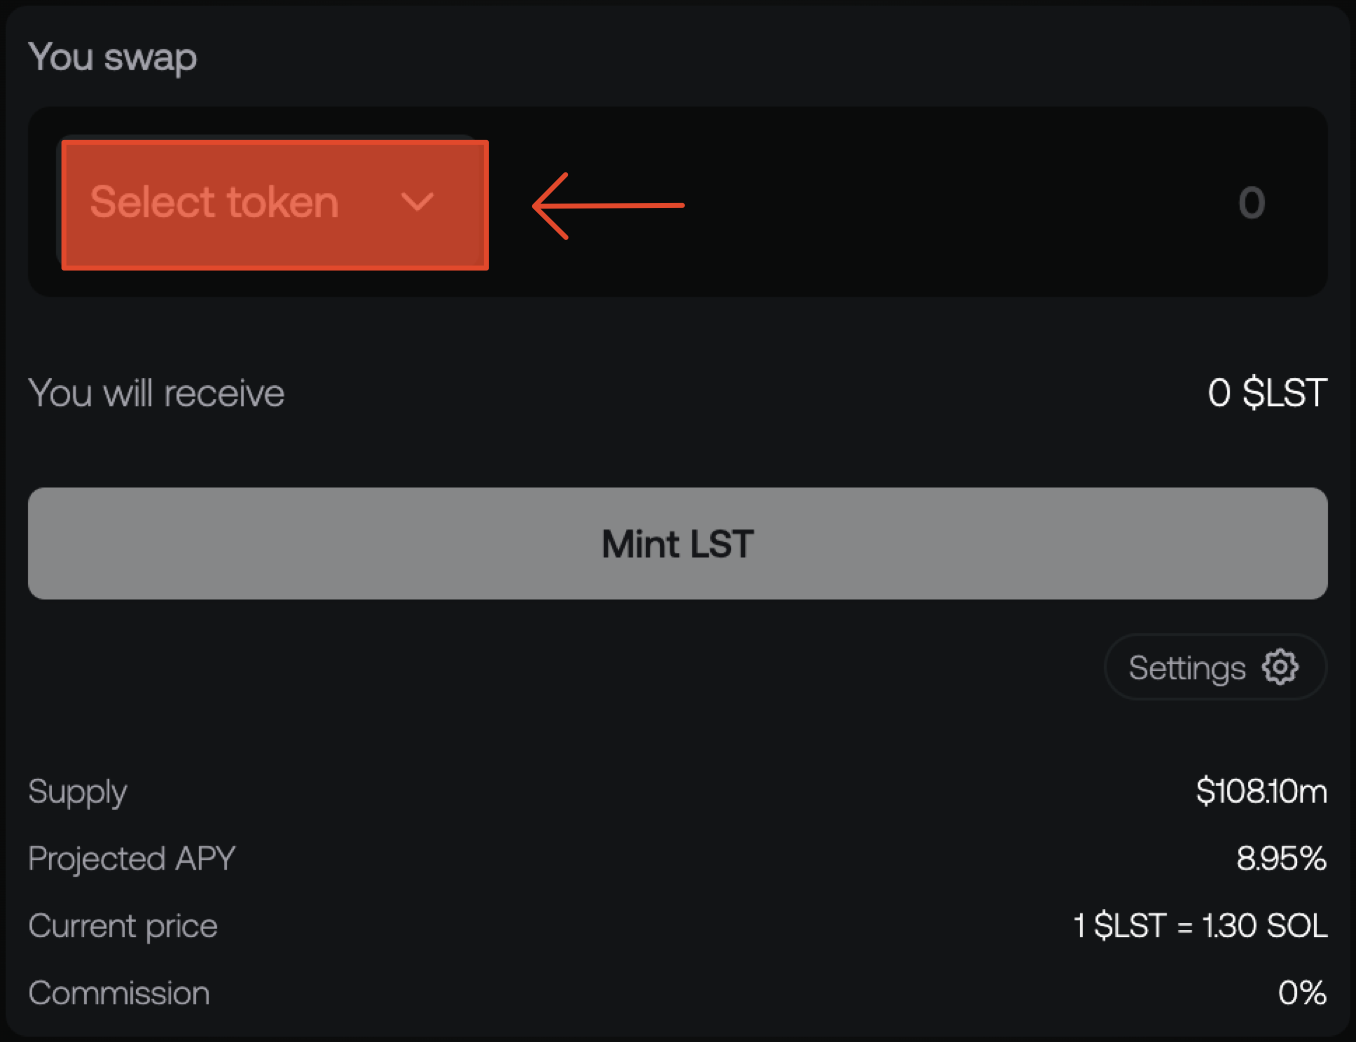 You swap
Select token
0
You will receive
0 $LST
Mint LST
Settings
Supply
$108.10m
Projected APY
8.95%
Current price
1 $LST = 1.30 SOL
Commission
0%